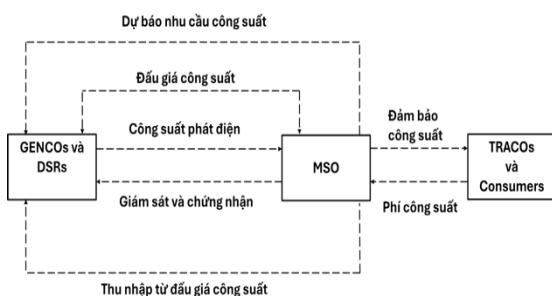 Dự báo nhu cầu công suất
Đấu giá công suất
GENCOs và
DSRs
Công suất phát điện
Giám sát và chứng nhận
MSO
Đảm bảo
công suất
Phí công suất
TRACOs
và
Consumers
Thu nhập từ đấu giá công suất